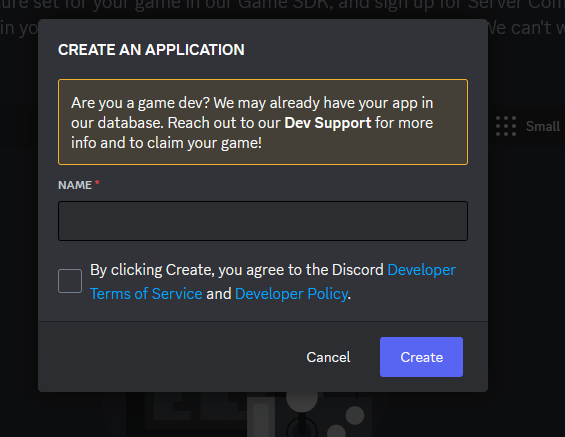 ture set for your game in our Game SDK, and sign up for Server Com
in yo
We can't w
CREATE AN APPLICATION
Are you a game dev? We may already have your app in
our database. Reach out to our Dev Support for more
info and to claim your game!
Small
NAME *
By clicking Create, you agree to the Discord Developer
Terms of Service and Developer Policy.
Cancel
Create